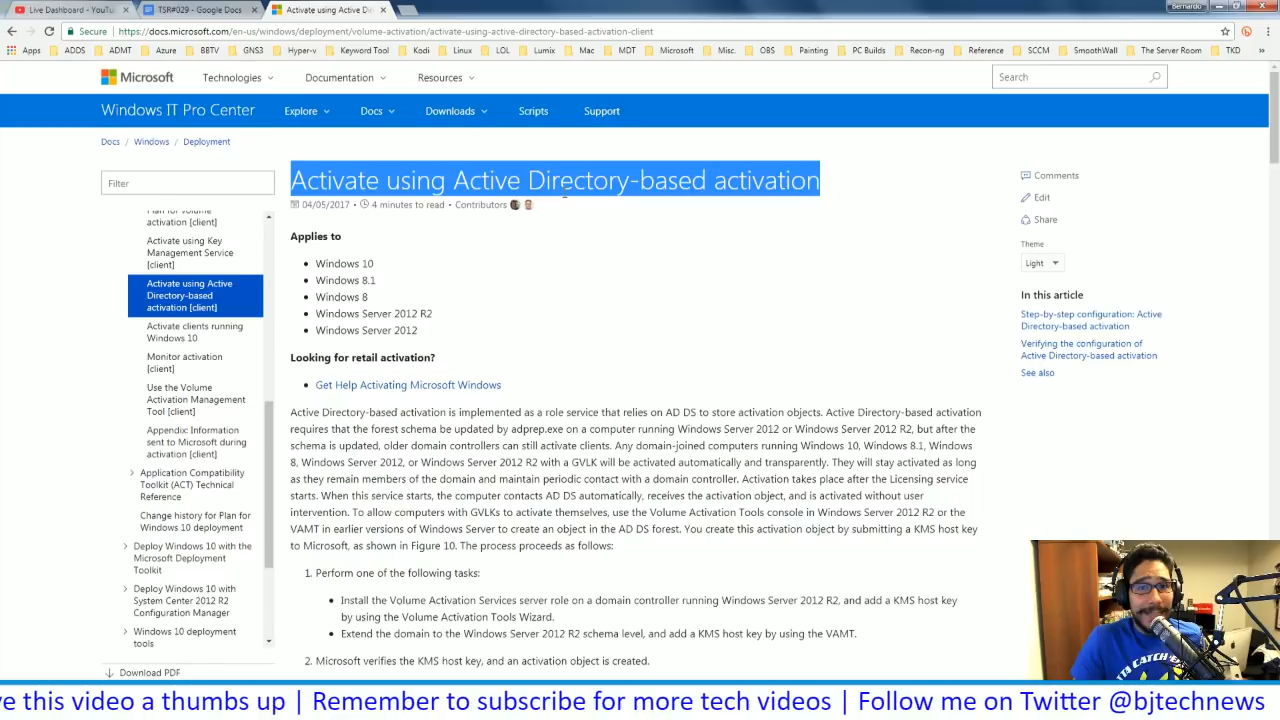 Live Dashboard - YouTu
TSR#029 - Google Docs
Activate using Active Dir
Bernardo
Secure
https://docs.microsoft.com/en-us/windows/deployment/volume-activation/activate-using-active-directory-based-activation-client
Apps ADDS ADMT Azure BBTV GNS3 Hyper-v Keyword Tool Kodi Linux LOL Lumix Mac MDT Microsoft Misc. OBS Painting PC Builds Recon-ng Reference SCCM SmoothWall The Server Room TKD »
Microsoft Technologies Documentation Resources Search
Windows IT Pro Center Explore Docs Downloads Scripts Support
Docs / Windows / Deployment
Filter
Plan for volume
activation [client]
Activate using Key
Management Service
[client]
Activate using Active
Directory-based
activation [client]
Activate clients running
Windows 10
Monitor activation
[client]
Use the Volume
Activation Management
Tool [client]
Appendix: Information
sent to Microsoft during
activation [client]
Application Compatibility
Toolkit (ACT) Technical
Reference
Change history for Plan for
Windows 10 deployment
Deploy Windows 10 with the
Microsoft Deployment
Toolkit
Deploy Windows 10 with
System Center 2012 R2
Configuration Manager
Windows 10 deployment
tools
Download PDF
Activate using Active Directory-based activation
04/05/2017 • 4 minutes to read • Contributors
Applies to
• Windows 10
• Windows 8.1
• Windows 8
• Windows Server 2012 R2
• Windows Server 2012
Looking for retail activation?
• Get Help Activating Microsoft Windows
Active Directory-based activation is implemented as a role service that relies on AD DS to store activation objects. Active Directory-based activation
requires that the forest schema be updated by adprep.exe on a computer running Windows Server 2012 or Windows Server 2012 R2, but after the
schema is updated, older domain controllers can still activate clients. Any domain-joined computers running Windows 10, Windows 8.1, Windows
8, Windows Server 2012, or Windows Server 2012 R2 with a GVLK will be activated automatically and transparently. They will stay activated as long
as they remain members of the domain and maintain periodic contact with a domain controller. Activation takes place after the Licensing service
starts. When this service starts, the computer contacts AD DS automatically, receives the activation object, and is activated without user
intervention. To allow computers with GVLKs to activate themselves, use the Volume Activation Tools console in Windows Server 2012 R2 or the
VAMT in earlier versions of Windows Server to create an object in the AD DS forest. You create this activation object by submitting a KMS host key
to Microsoft, as shown in Figure 10. The process proceeds as follows:
1. Perform one of the following tasks:
• Install the Volume Activation Services server role on a domain controller running Windows Server 2012 R2, and add a KMS host key
by using the Volume Activation Tools Wizard.
• Extend the domain to the Windows Server 2012 R2 schema level, and add a KMS host key by using the VAMT.
2. Microsoft verifies the KMS host key, and an activation object is created.
Comments
Edit
Share
Theme
Light
In this article
Step-by-step configuration: Active
Directory-based activation
Verifying the configuration of
Active Directory-based activation
See also
ve this video a thumbs up | Remember to subscribe for more tech videos | Follow me on Twitter @bjtechnews